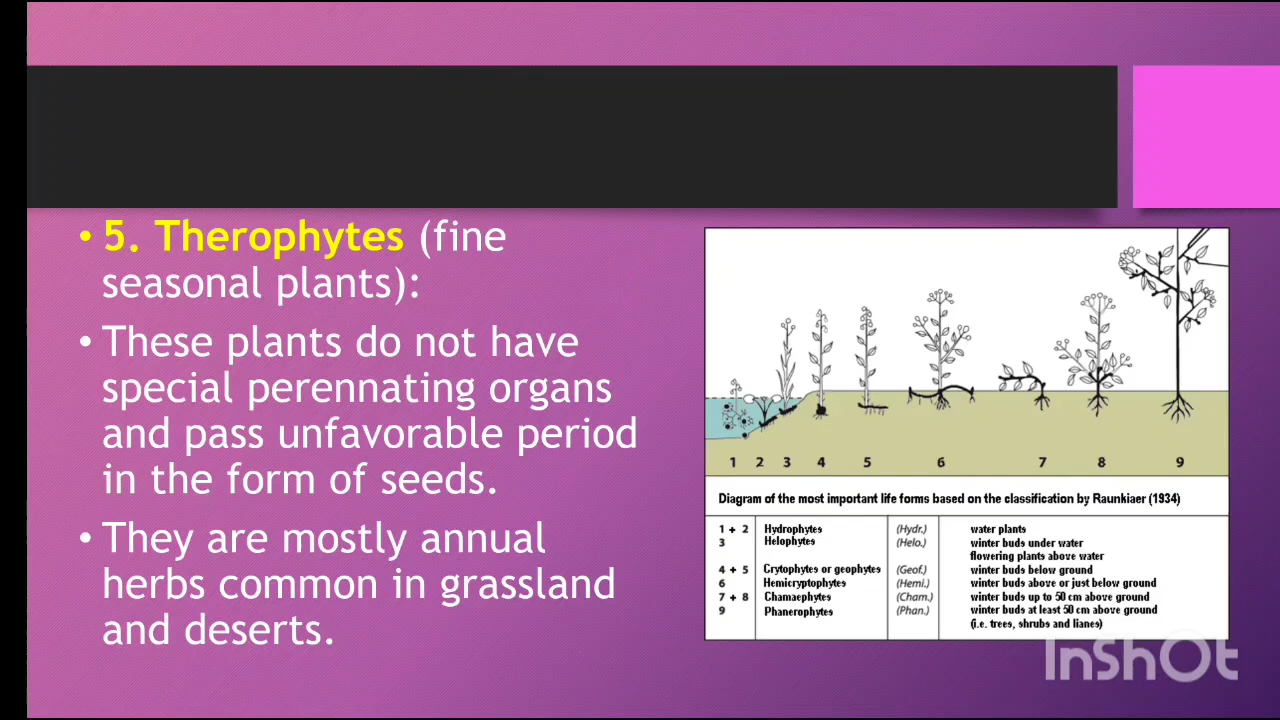 • 5. Therophytes (fine
seasonal plants):
• These plants do not have
special perennating organs
and pass unfavorable period
in the form of seeds.
• They are mostly annual
herbs common in grassland
and deserts.
1 2 3 4 5 6 7 8 9
Diagram of the most important life forms based on the classification by Raunkiaer (1934)
1 + 2 Hydrophytes (Hydr.) water plants
3 Helophytes (Helo.) winter buds under water
flowering plants above water
4 + 5 Crytophytes or geophytes (Geof.) winter buds below ground
6 Hemicryptophytes (Hemi.) winter buds above or just below ground
7 + 8 Chamaephytes (Cham.) winter buds up to 50 cm above ground
9 Phanerophytes (Phan.) winter buds at least 50 cm above ground
(i.e. trees, shrubs and lianes)
InShOt